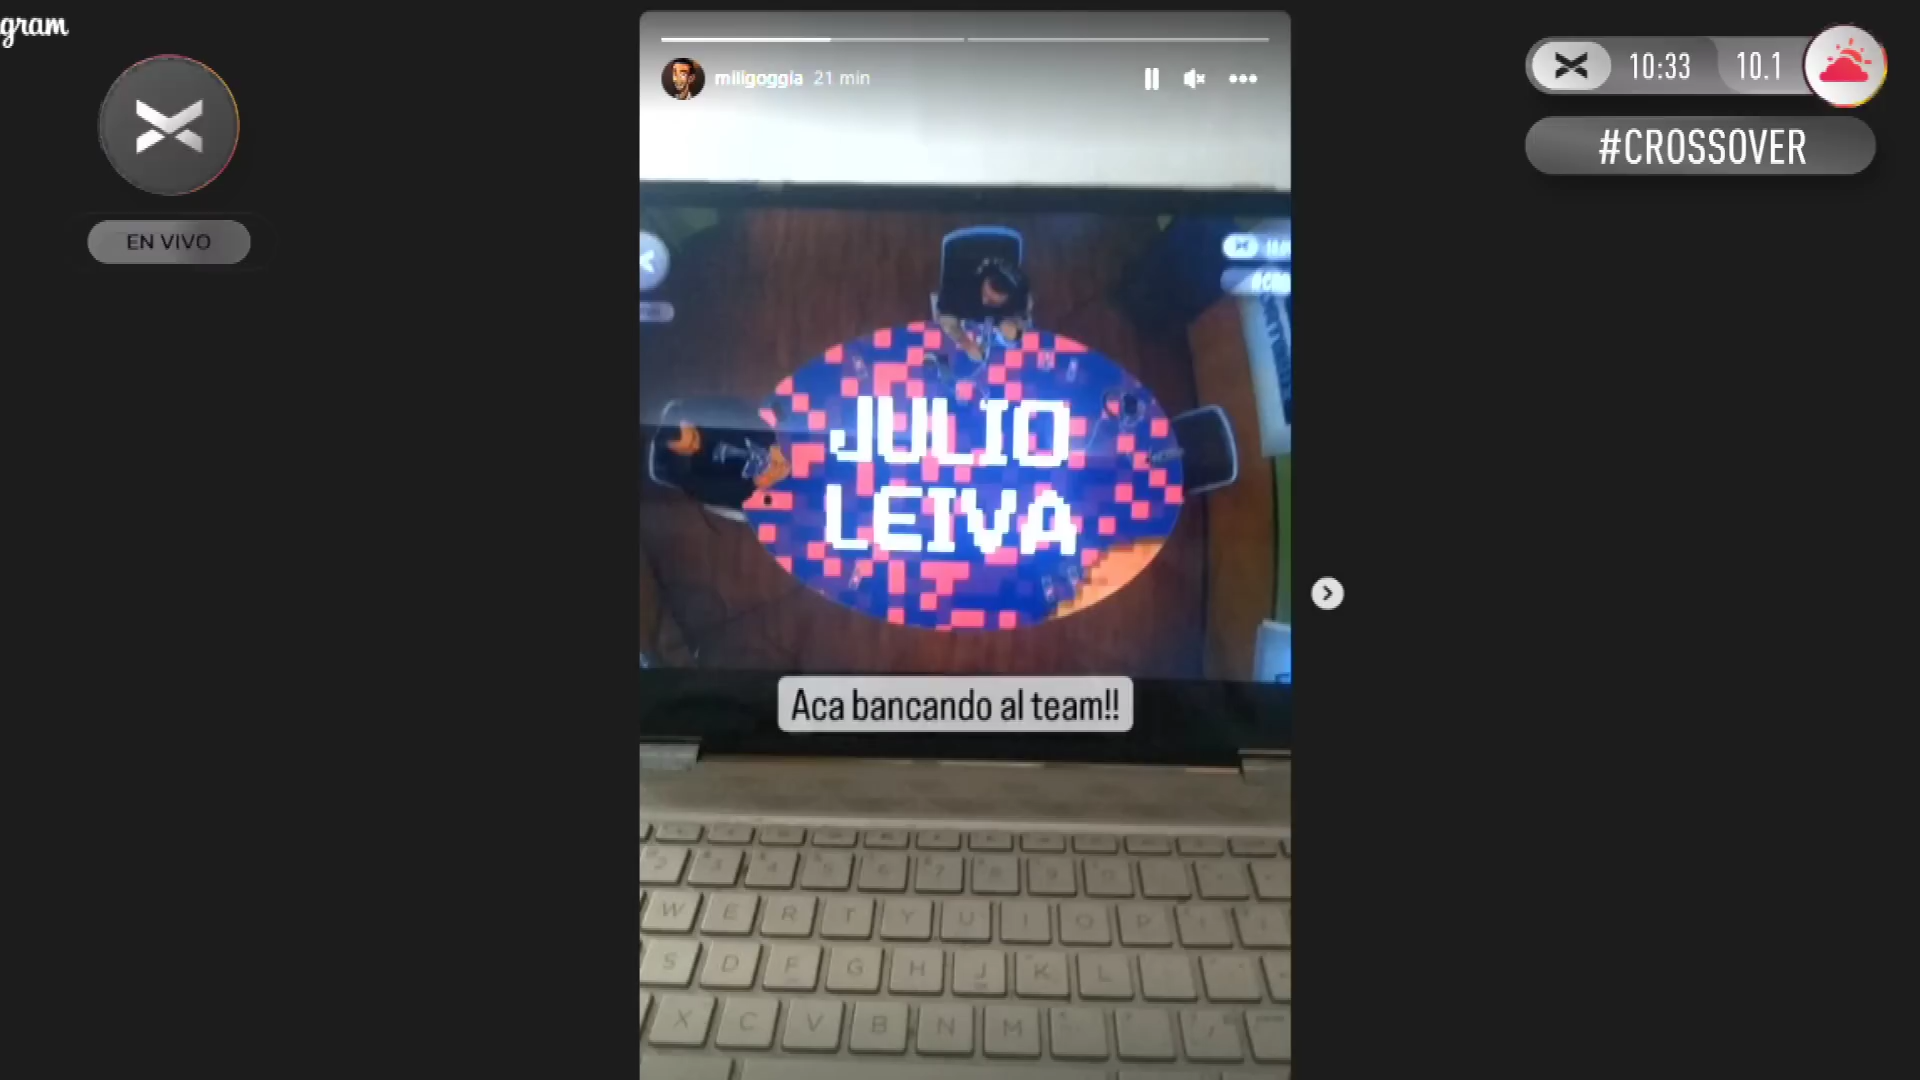 gram
EN VIVO
miligoggia 21 min
10:33 10.1
#CROSSOVER
JULIO
LEIVA
Aca bancando al team!!
W E R T Y U I O P
S D F G H J K L
X C V B N M